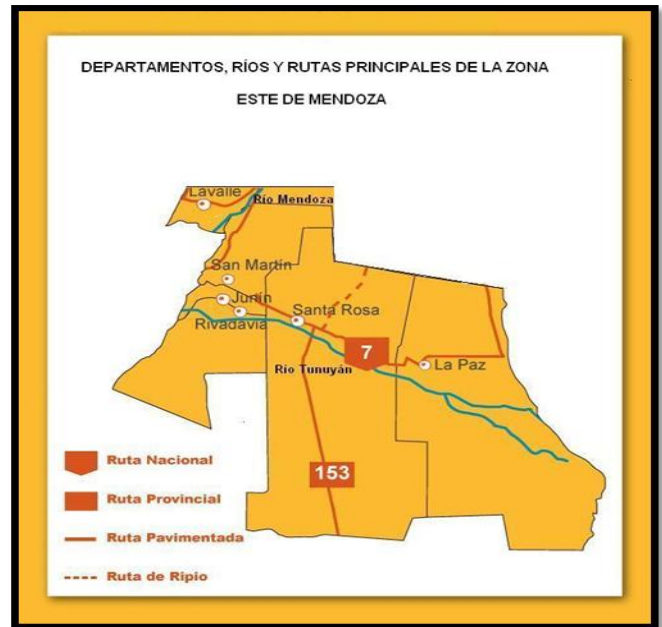 DEPARTAMENTOS, RÍOS Y RUTAS PRINCIPALES DE LA ZONA
ESTE DE MENDOZA
Lavalle
Río Mendoza
San Martín
Junín
Rivadavia
Santa Rosa
7
Río Tunuyán
La Paz
153
Ruta Nacional
Ruta Provincial
Ruta Pavimentada
Ruta de Ripio